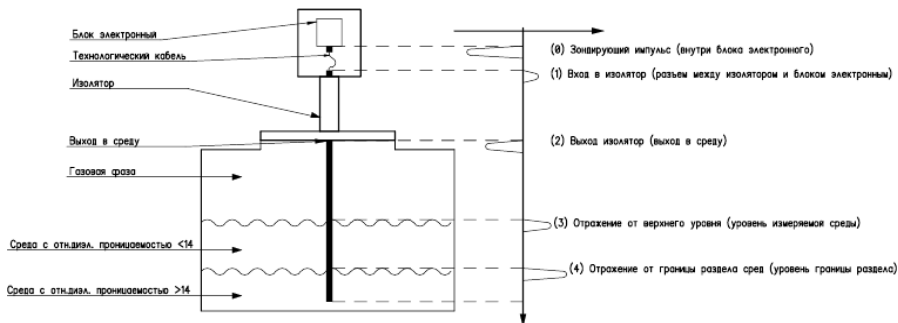 Блок электронный
Технологический кабель
Изолятор
Выход в среду
Газовая фаза
Среда с отн.диэл. проницаемостью <14
Среда с отн.диэл. проницаемостью >14
(0) Зондирующий импульс (внутри блока электронного)
(1) Вход в изолятор (разъем между изолятором и блоком электронным)
(2) Выход изолятор (выход в среду)
(3) Отражение от верхнего уровня (уровень измеряемой среды)
(4) Отражение от границы раздела сред (уровень границы раздела)